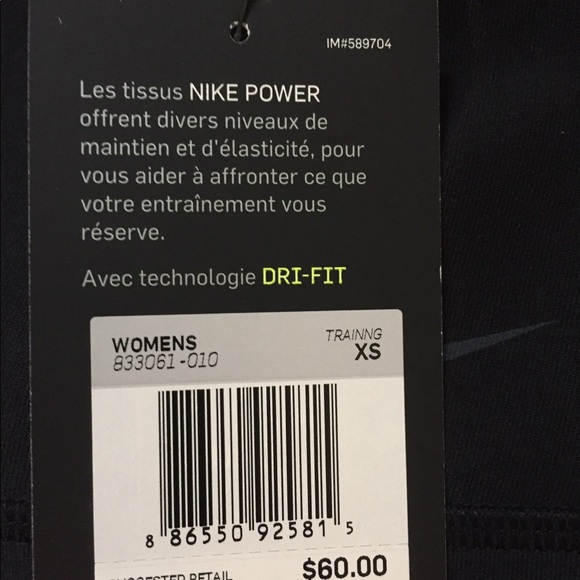 IM#589704
Les tissus NIKE POWER
offrent divers niveaux de
maintien et d'élasticité, pour
vous aider à affronter ce que
votre entraînement vous
réserve.
Avec technologie DRI-FIT
WOMENS
833061-010
TRAINNG
XS
8 86550 92581 5
SUGGESTED RETAIL
$60.00